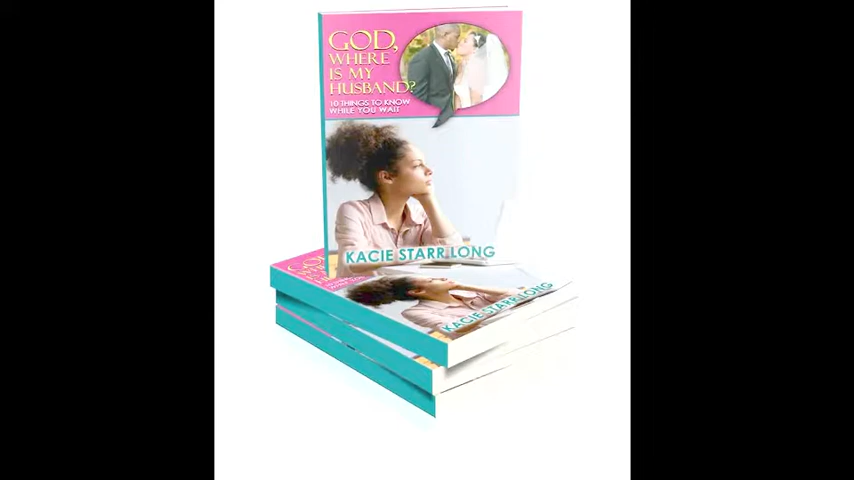 GOD,
WHERE
IS MY
HUSBAND?
10 THINGS TO KNOW
WHILE YOU WAIT
KACIE STARR LONG
KACIE STARR LONG